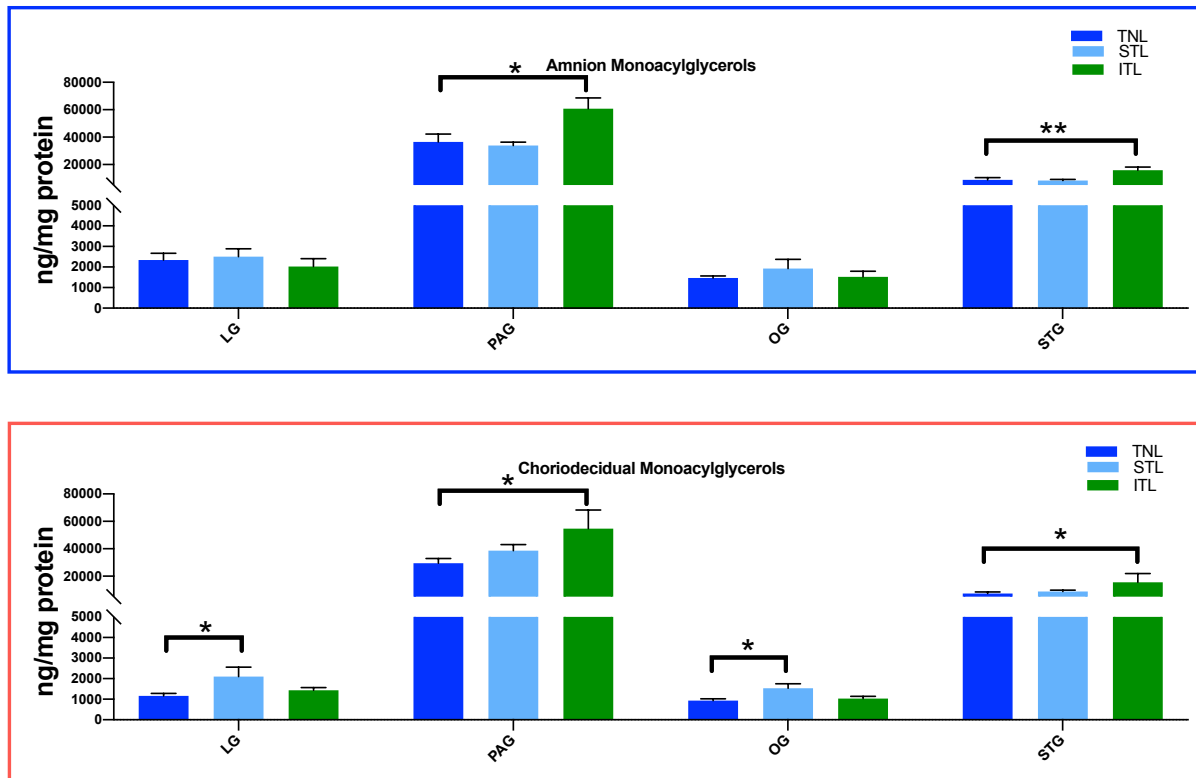 TNL
STL
ITL
Amnion Monoacylglycerols
*
**
80000
60000
40000
20000
5000
4000
3000
2000
1000
0
ng/mg protein
LG
PAG
OG
STG
TNL
STL
ITL
Choriodecidual Monoacylglycerols
*
*
*
*
80000
60000
40000
20000
5000
4000
3000
2000
1000
0
ng/mg protein
LG
PAG
OG
STG